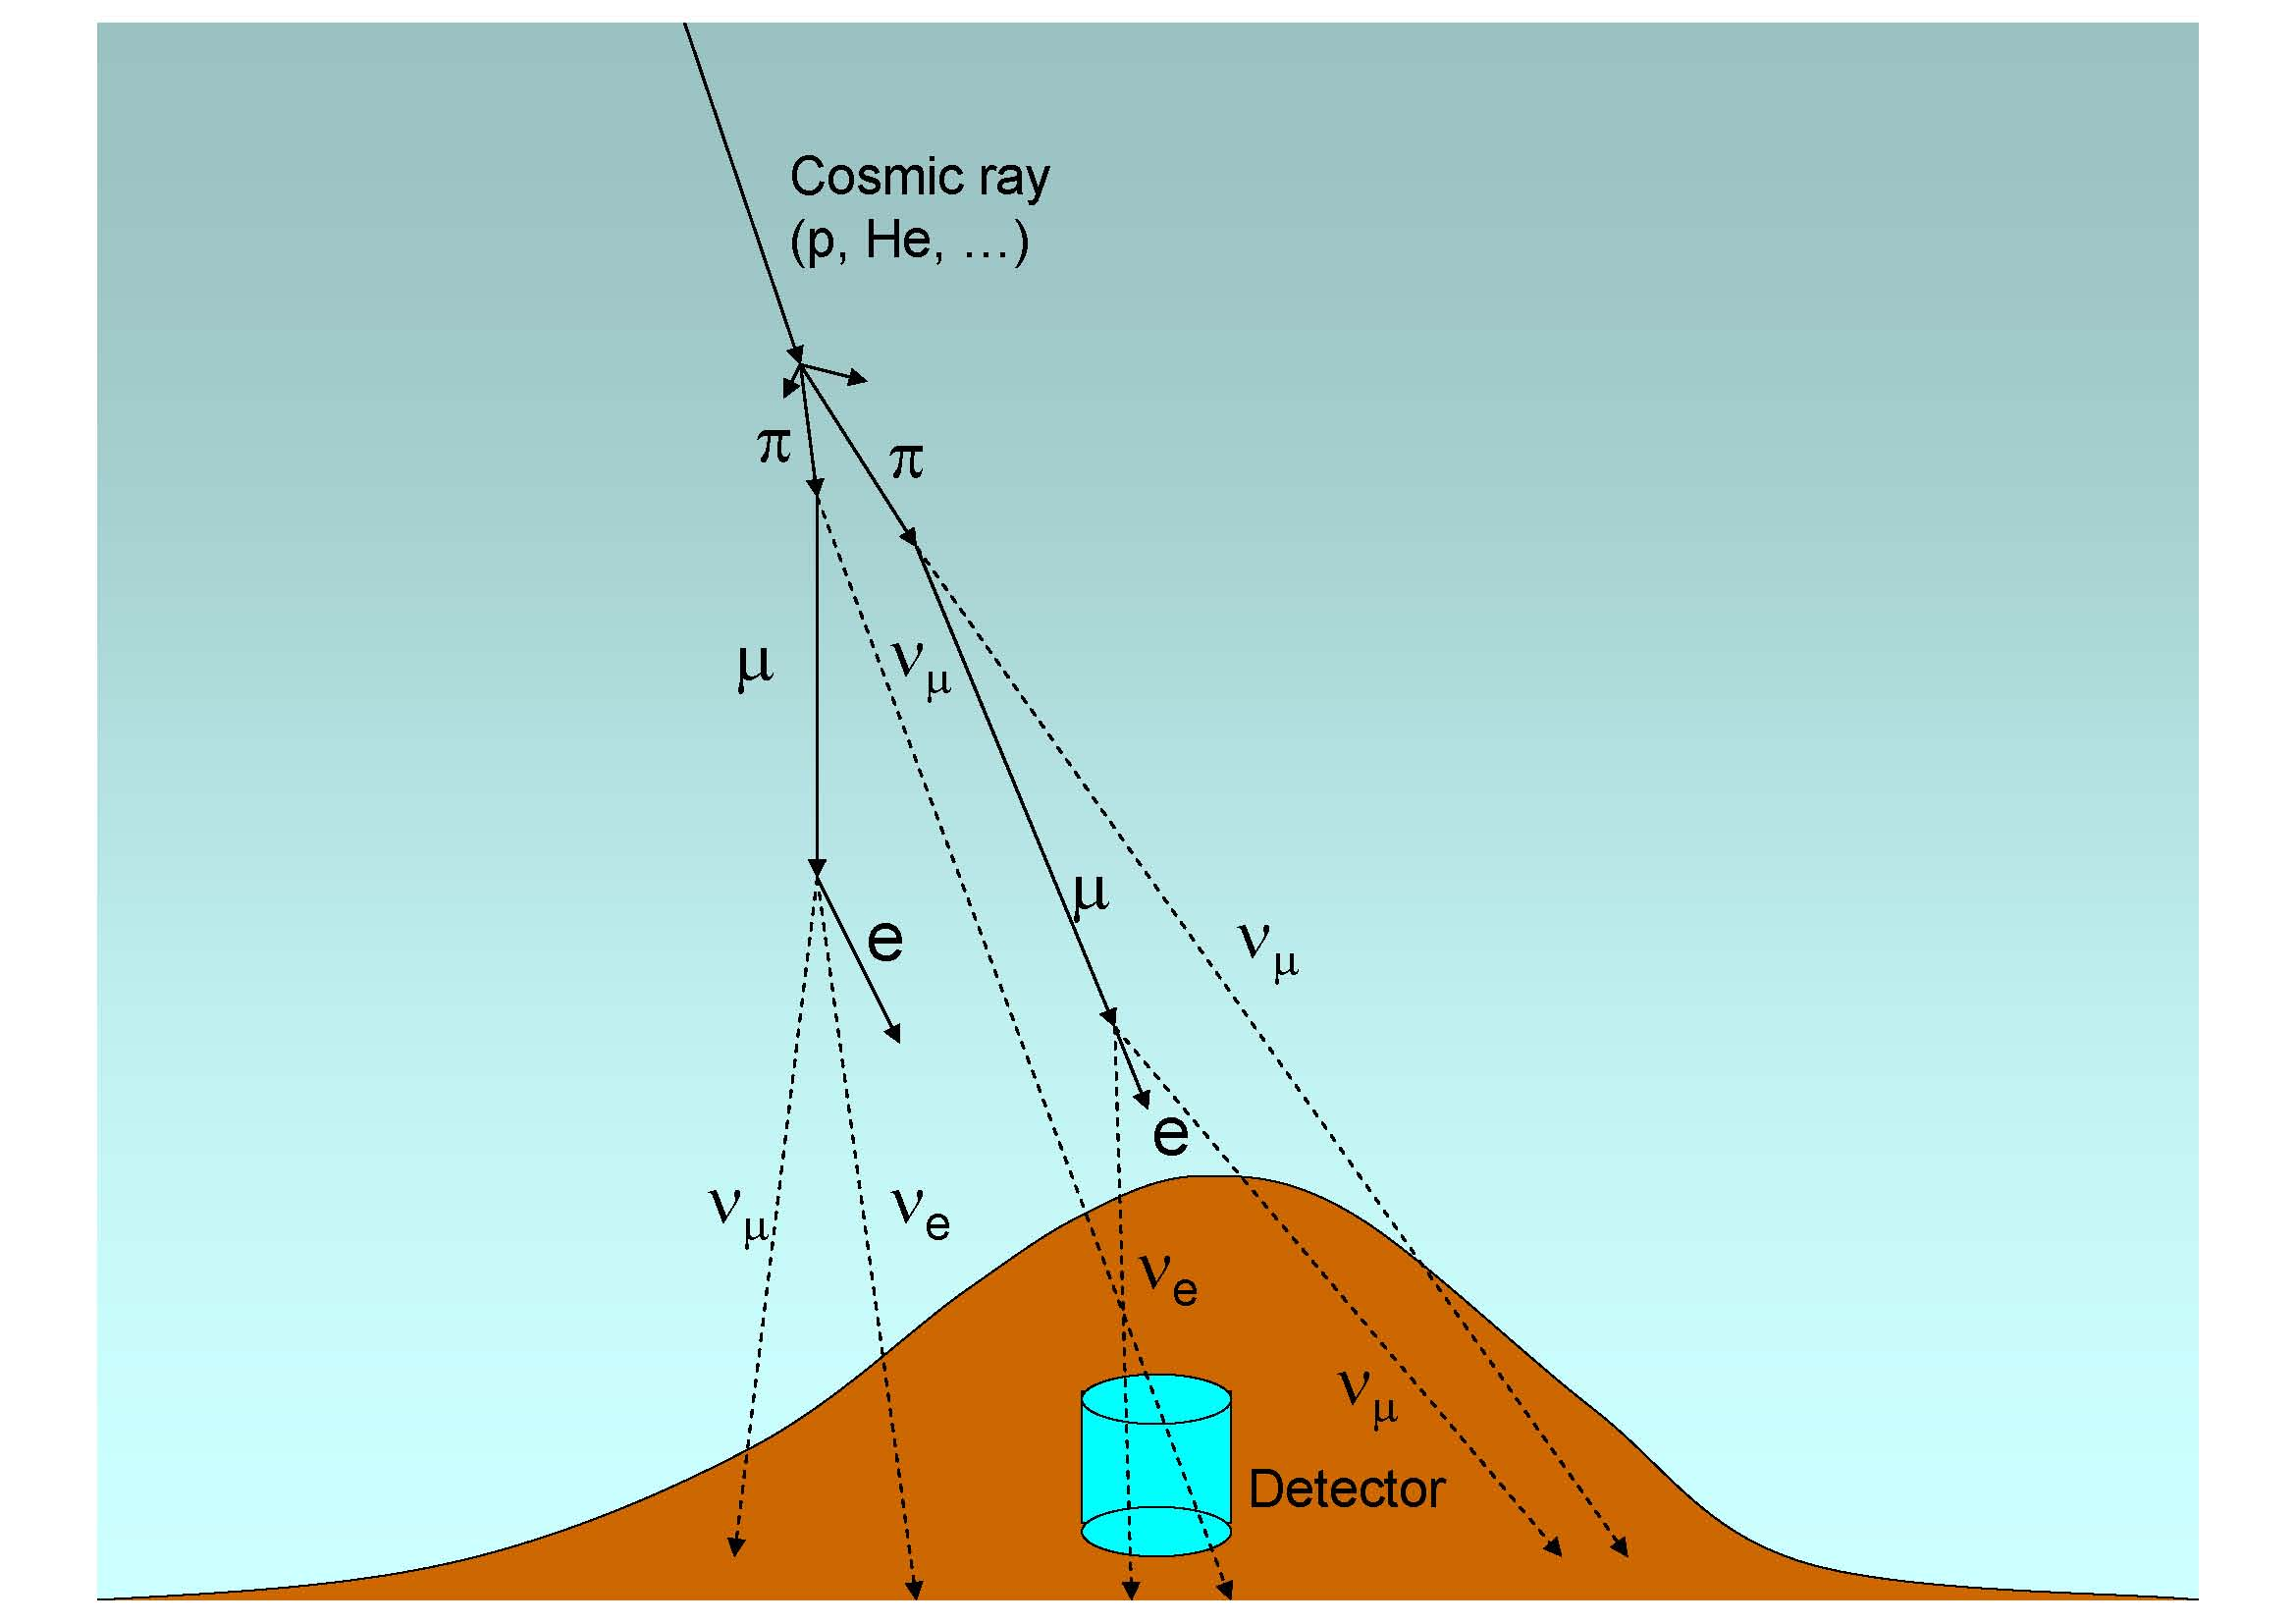 Cosmic ray
(p, He, …)
π
π
μ
νμ
μ
e
νμ
e
νμ
νe
νe
νμ
Detector